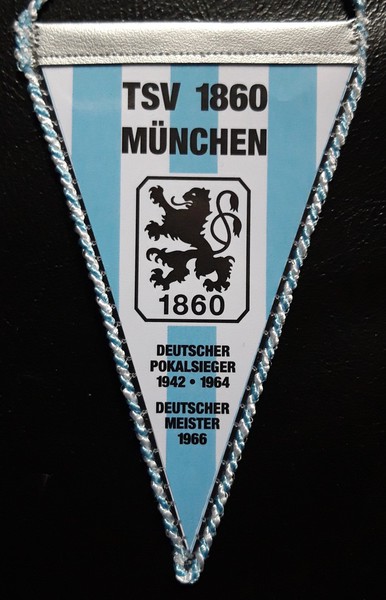 TSV 1860
MÜNCHEN
1860
DEUTSCHER
POKALSIEGER
1942 • 1964
DEUTSCHER
MEISTER
1966